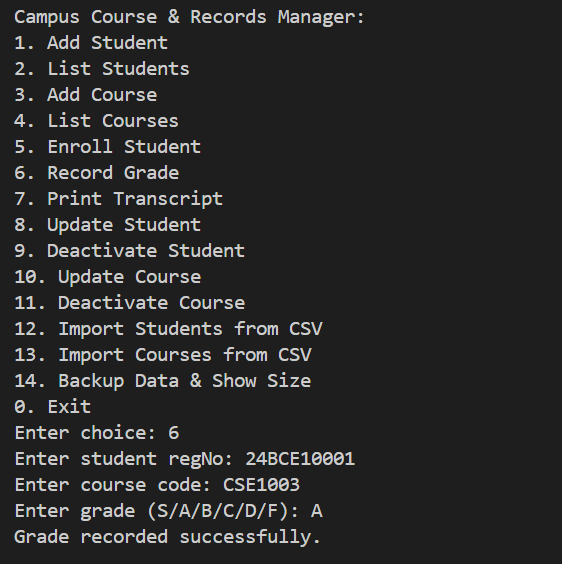 Campus Course & Records Manager:
1. Add Student
2. List Students
3. Add Course
4. List Courses
5. Enroll Student
6. Record Grade
7. Print Transcript
8. Update Student
9. Deactivate Student
10. Update Course
11. Deactivate Course
12. Import Students from CSV
13. Import Courses from CSV
14. Backup Data & Show Size
0. Exit
Enter choice: 6
Enter student regNo: 24BCE10001
Enter course code: CSE1003
Enter grade (S/A/B/C/D/F): A
Grade recorded successfully.